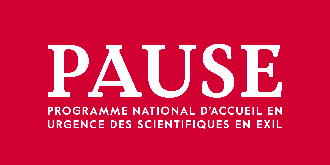 PAUSE
PROGRAMME NATIONAL D'ACCUEIL EN
URGENCE DES SCIENTIFIQUES EN EXIL